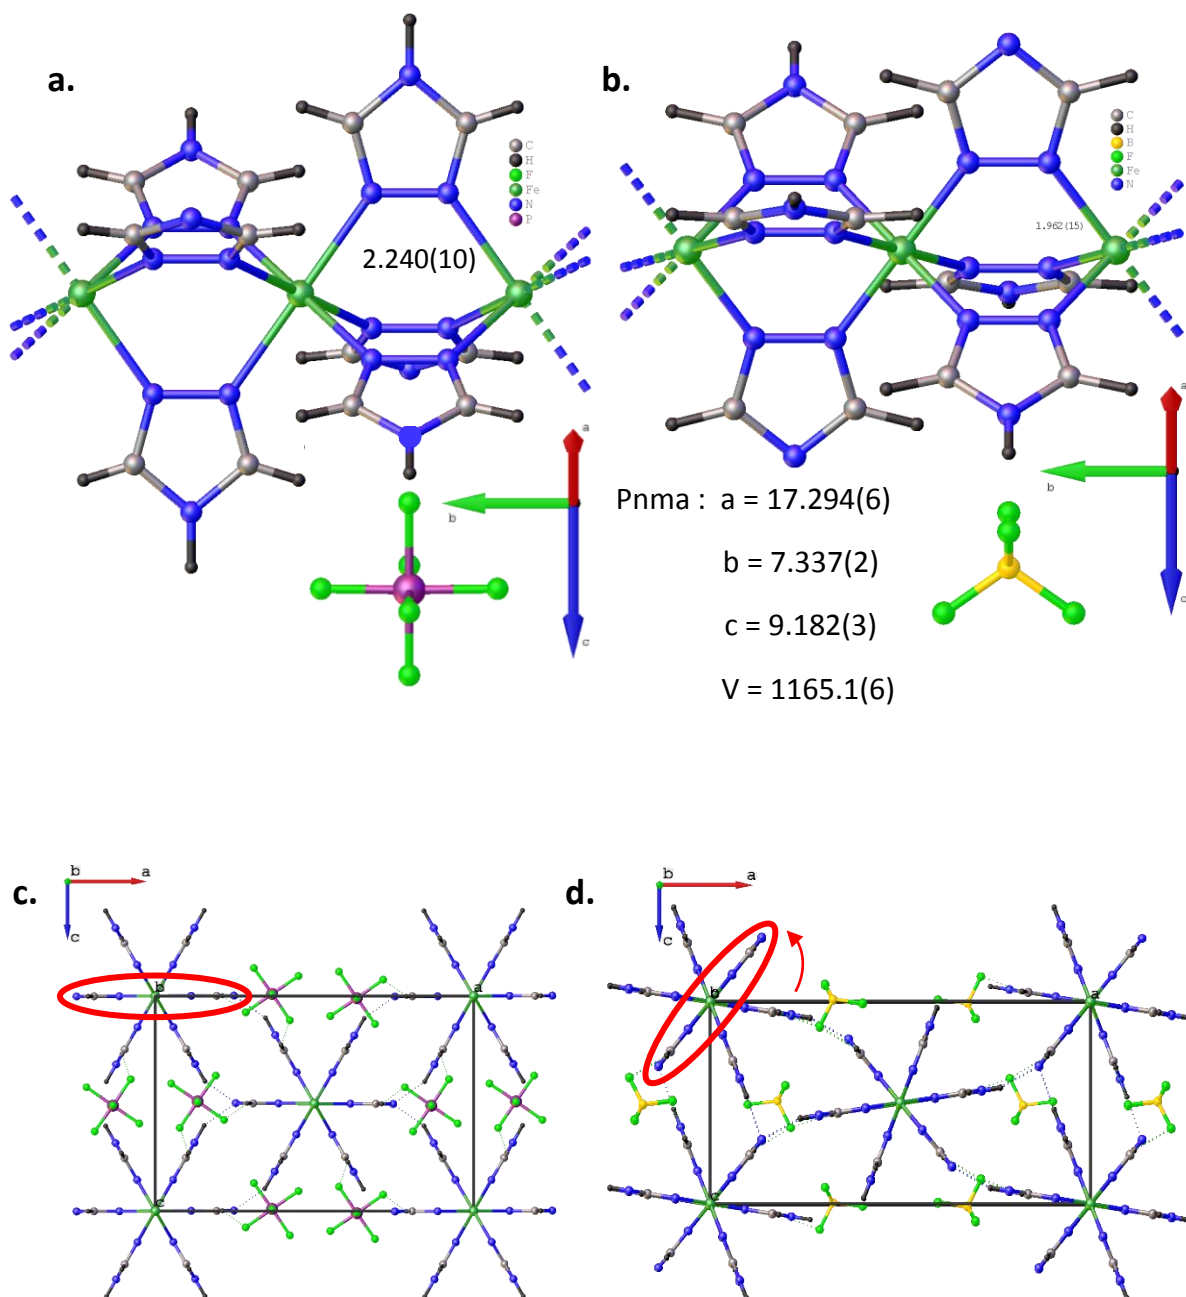 a.
C
H
F
Fe
N
P
2.240(10)
a
b
c
b.
C
H
B
F
Fe
N
1.962(15)
a
b
c
Pnma :  a = 17.294(6)
b = 7.337(2)
c = 9.182(3)
V = 1165.1(6)
c.
b
a
c
b
a
c
d.
b
a
c
b
a
c